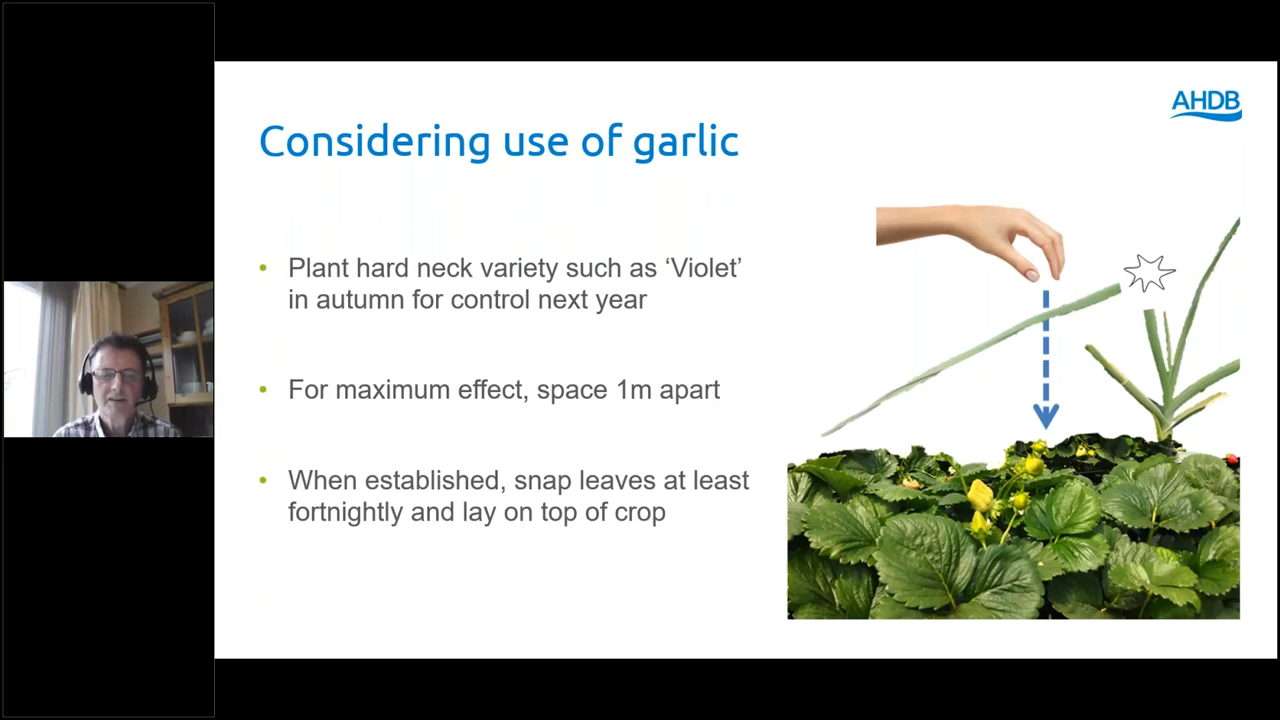 AHDB
Considering use of garlic
• Plant hard neck variety such as ‘Violet’
in autumn for control next year
• For maximum effect, space 1m apart
• When established, snap leaves at least
fortnightly and lay on top of crop